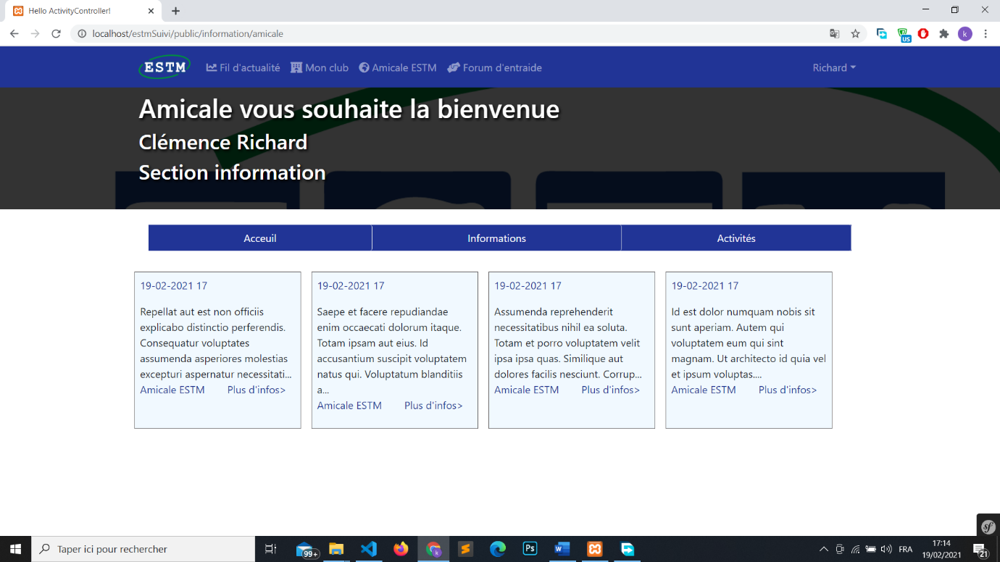 Hello ActivityController!
localhost/estmSuivi/public/information/amicale
US
k
ESTM
Fil d'actualité
Mon club
Amicale ESTM
Forum d'entraide
Richard
Amicale vous souhaite la bienvenue
Clémence Richard
Section information
Acceuil
Informations
Activités
19-02-2021 17
Repellat aut est non officiis
explicabo distinctio perferendis.
Consequatur voluptates
assumenda asperiores molestias
excepturi aspernatur necessitati...
Amicale ESTM
Plus d'infos>
19-02-2021 17
Saepe et facere repudiandae
enim occaecati dolorum itaque.
Totam ipsam aut eius. Id
accusantium suscipit voluptatem
natus qui. Voluptatum blanditiis
a...
Amicale ESTM
Plus d'infos>
19-02-2021 17
Assumenda reprehenderit
necessitatibus nihil ea soluta.
Totam et porro voluptatem velit
ipsa ipsa quas. Similique aut
dolores facilis nesciunt. Corrup...
Amicale ESTM
Plus d'infos>
19-02-2021 17
Id est dolor numquam nobis sit
sunt aperiam. Autem qui
voluptatem eum qui sint
magnam. Ut architecto id quia vel
et ipsum voluptas....
Amicale ESTM
Plus d'infos>
sf
Taper ici pour rechercher
99+
k
Ps
FRA
17:14
19/02/2021
21